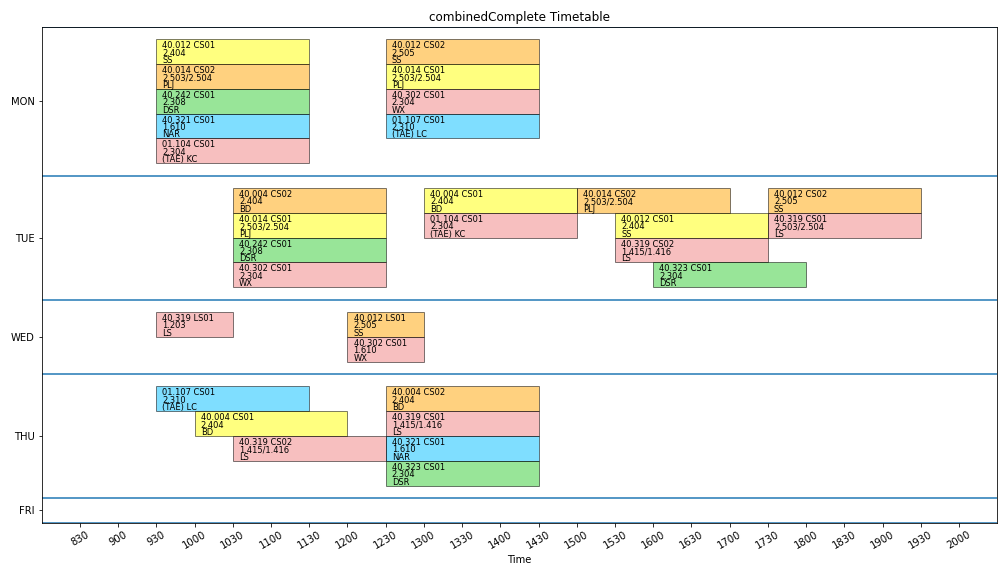 combinedComplete Timetable
MON
40.012 CS01
2.404
SS
40.014 CS02
2.503/2.504
PLJ
40.242 CS01
2.308
DSR
40.321 CS01
1.610
NAR
01.104 CS01
2.304
(TAE) KC
40.012 CS02
2.505
SS
40.014 CS01
2.503/2.504
PLJ
40.302 CS01
2.304
WX
01.107 CS01
2.310
(TAE) LC
TUE
40.004 CS02
2.404
BD
40.014 CS01
2.503/2.504
PLJ
40.242 CS01
2.308
DSR
40.302 CS01
2.304
WX
40.004 CS01
2.404
BD
01.104 CS01
2.304
(TAE) KC
40.014 CS02
2.503/2.504
PLJ
40.012 CS01
2.404
SS
40.319 CS02
1.415/1.416
LS
40.323 CS01
2.304
DSR
40.012 CS02
2.505
SS
40.319 CS01
2.503/2.504
LS
WED
40.319 LS01
1.203
LS
40.012 LS01
2.505
SS
40.302 CS01
1.610
WX
THU
01.107 CS01
2.310
(TAE) LC
40.004 CS01
2.404
BD
40.319 CS02
1.415/1.416
LS
40.004 CS02
2.404
BD
40.319 CS01
1.415/1.416
LS
40.321 CS01
1.610
NAR
40.323 CS01
2.304
DSR
FRI
830 900 930 1000 1030 1100 1130 1200 1230 1300 1330 1400 1430 1500 1530 1600 1630 1700 1730 1800 1830 1900 1930 2000
Time